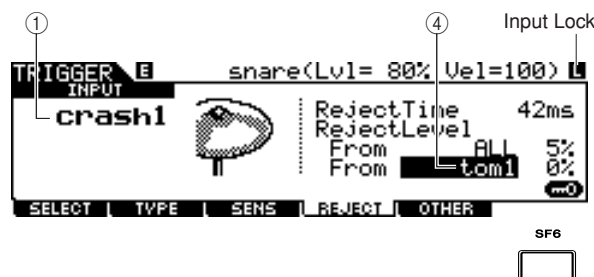 ① ④ Input Lock
TRIGGER E snare(Lvl= 80% Vel=100) L
INPUT
crash1
RejectTime 42ms
RejectLevel
From ALL 5%
From tom1 0%
SELECT TYPE SENS REJECT OTHER
SF6